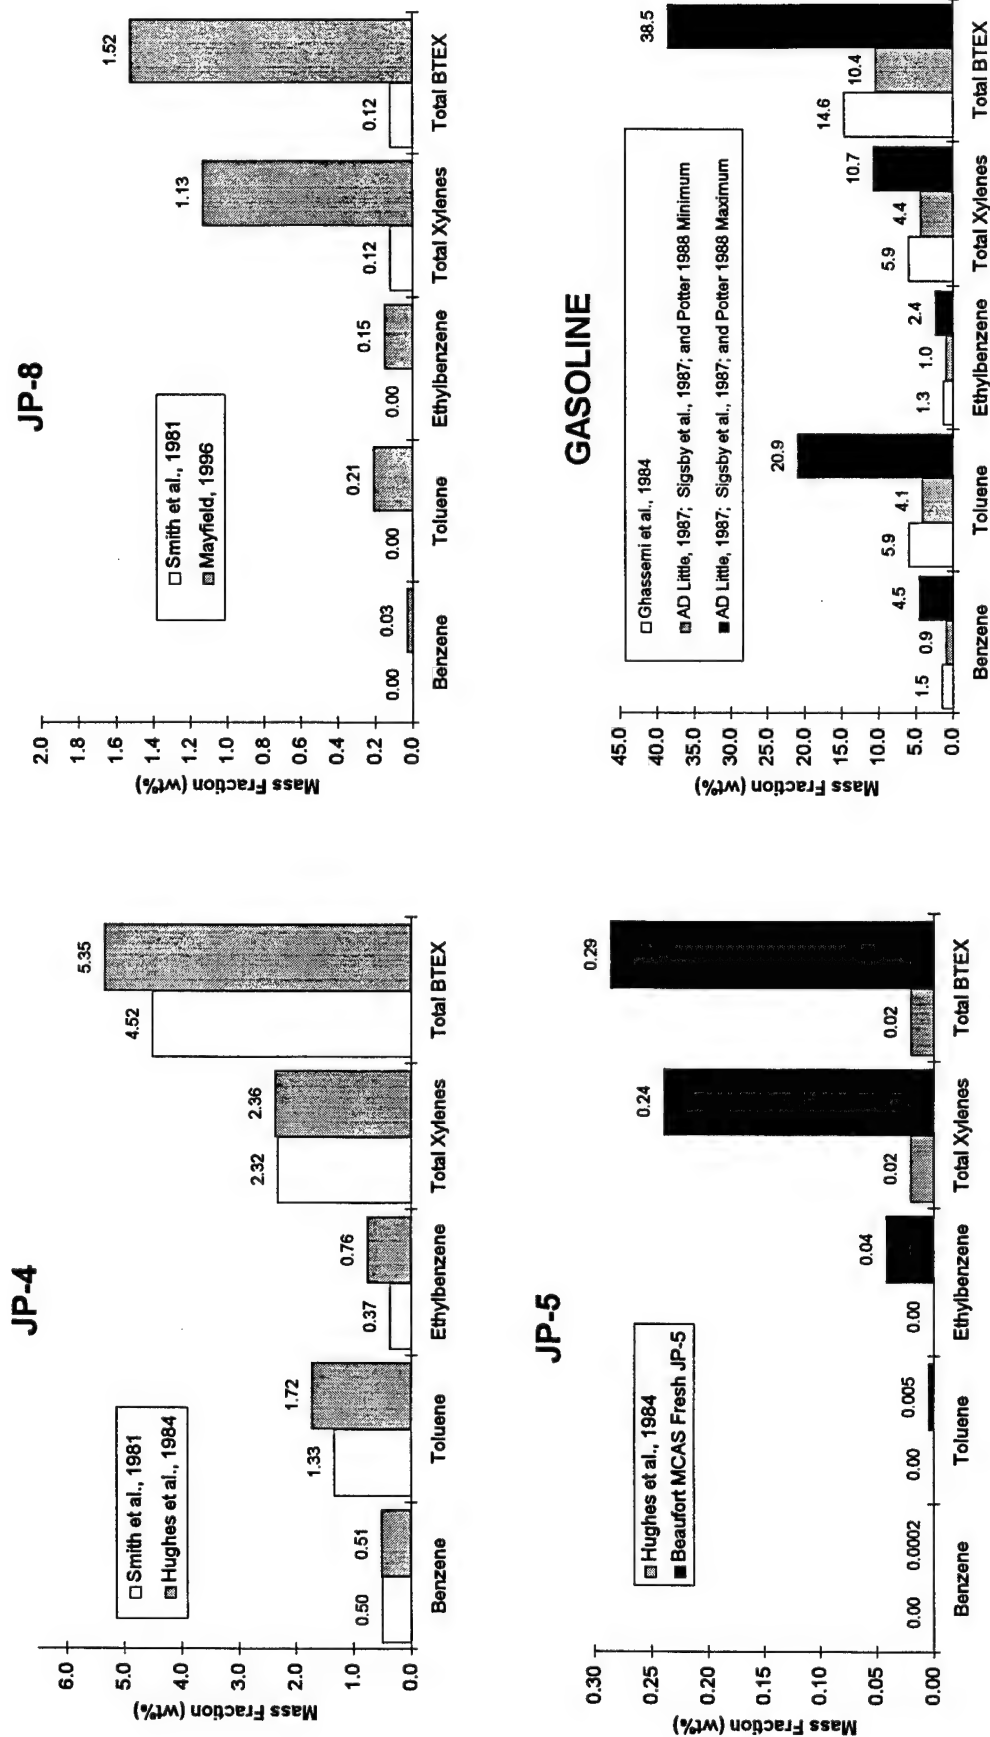 JP-4
Mass Fraction (wt%)
6.0
5.0
4.0
3.0
2.0
1.0
0.0
Smith et al., 1981
Hughes et al., 1984
0.50
0.51
1.33
1.72
0.37
0.76
2.32
2.36
4.52
5.35
Benzene
Toluene
Ethylbenzene
Total Xylenes
Total BTEX
JP-8
Mass Fraction (wt%)
2.0
1.8
1.6
1.4
1.2
1.0
0.8
0.6
0.4
0.2
0.0
Smith et al., 1981
Mayfield, 1996
0.00
0.03
0.00
0.21
0.00
0.15
0.12
1.13
0.12
1.52
Benzene
Toluene
Ethylbenzene
Total Xylenes
Total BTEX
JP-5
Mass Fraction (wt%)
0.30
0.25
0.20
0.15
0.10
0.05
0.00
Hughes et al., 1984
Beaufort MCAS Fresh JP-5
0.00
0.0002
0.00
0.005
0.00
0.04
0.02
0.24
0.02
0.29
Benzene
Toluene
Ethylbenzene
Total Xylenes
Total BTEX
GASOLINE
Mass Fraction (wt%)
45.0
40.0
35.0
30.0
25.0
20.0
15.0
10.0
5.0
0.0
Ghassemi et al., 1984
AD Little, 1987; Sigsby et al., 1987; and Potter 1988 Minimum
AD Little, 1987; Sigsby et al., 1987; and Potter 1988 Maximum
1.5
0.9
4.5
5.9
4.1
20.9
1.3
1.0
2.4
5.9
4.4
10.7
14.6
10.4
38.5
Benzene
Toluene
Ethylbenzene
Total Xylenes
Total BTEX